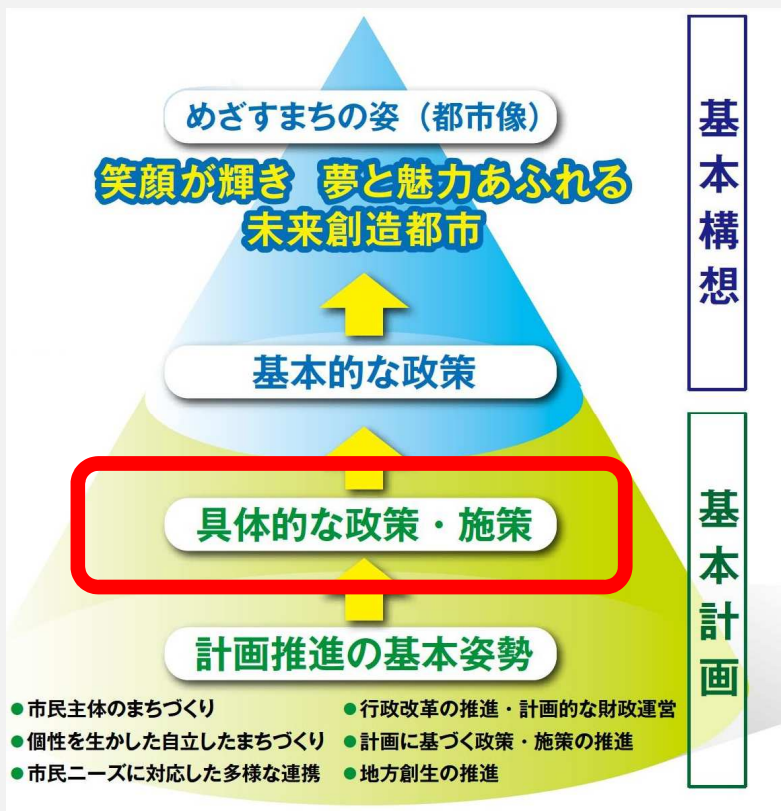 めざすまちの姿（都市像）
笑顔が輝き 夢と魅力あふれる
未来創造都市
基本的な政策
具体的な政策・施策
計画推進の基本姿勢
●市民主体のまちづくり
●個性を生かした自立したまちづくり
●市民ニーズに対応した多様な連携
●行政改革の推進・計画的な財政運営
●計画に基づく政策・施策の推進
●地方創生の推進
基本構想
基本計画